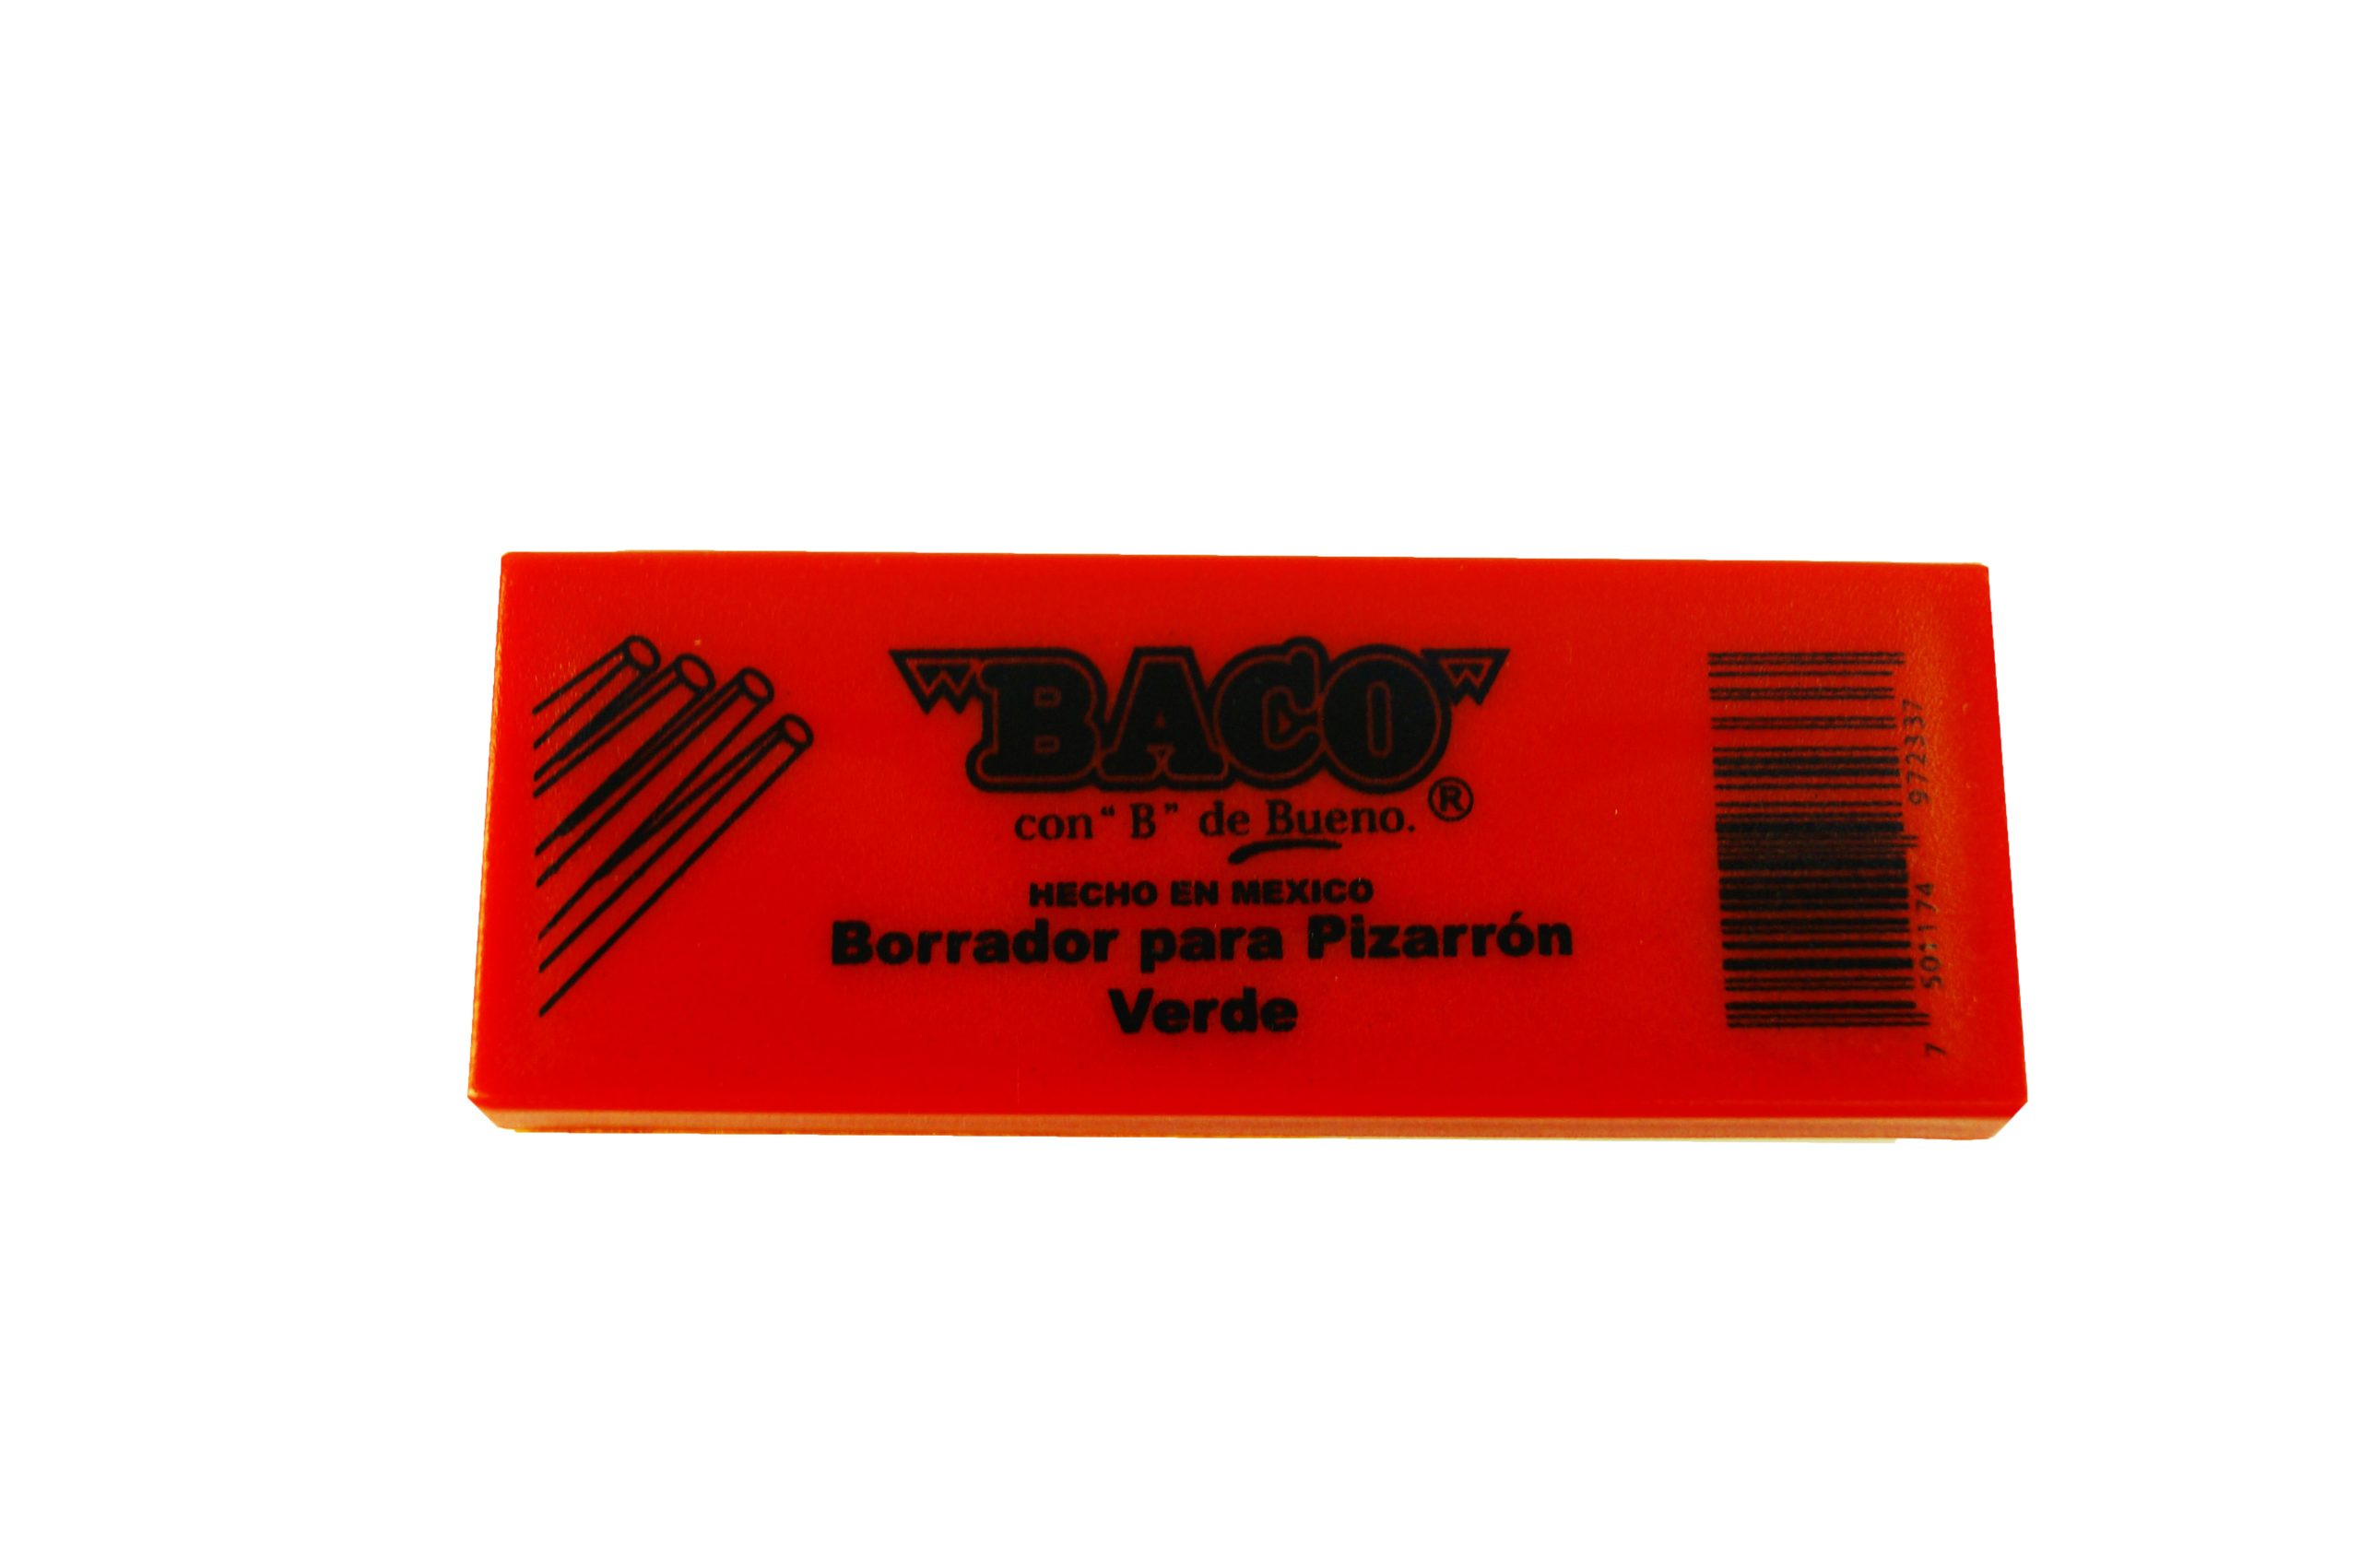 BACO
®
con "B" de Bueno.
HECHO EN MEXICO
Borrador para Pizarrón
Verde
7 501174 972337